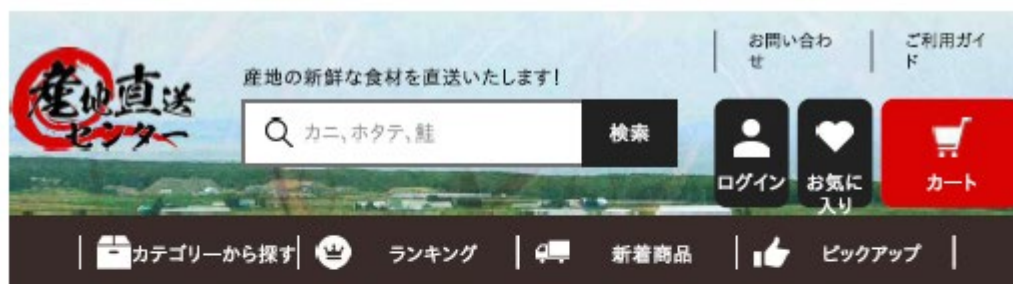 産地直送
センター
産地の新鮮な食材を直送いたします!
カニ、ホタテ、鮭
検索
お問い合わ
せ
ご利用ガイ
ド
ログイン
お気に
入り
カート
カテゴリーから探す
ランキング
新着商品
ピックアップ